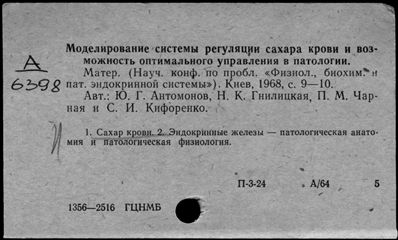 А
6398
Моделирование системы регуляции сахара крови и воз-
можность оптимального управления в патологии.
Матер. (Науч. конф. по пробл. «Физиол., биохим. и
пат. эндокринной системы»). Киев, 1968, с. 9—10.
Авт.: Ю. Г. Антомонов, Н. К. Гнилицкая, П. М. Чар-
ная и С. И. Кифоренко.
1. Сахар крови. 2. Эндокринные железы — патологическая анато-
мия и патологическая физиология.
П-3-24 А/64 5
1356—2516 ГЦНМБ